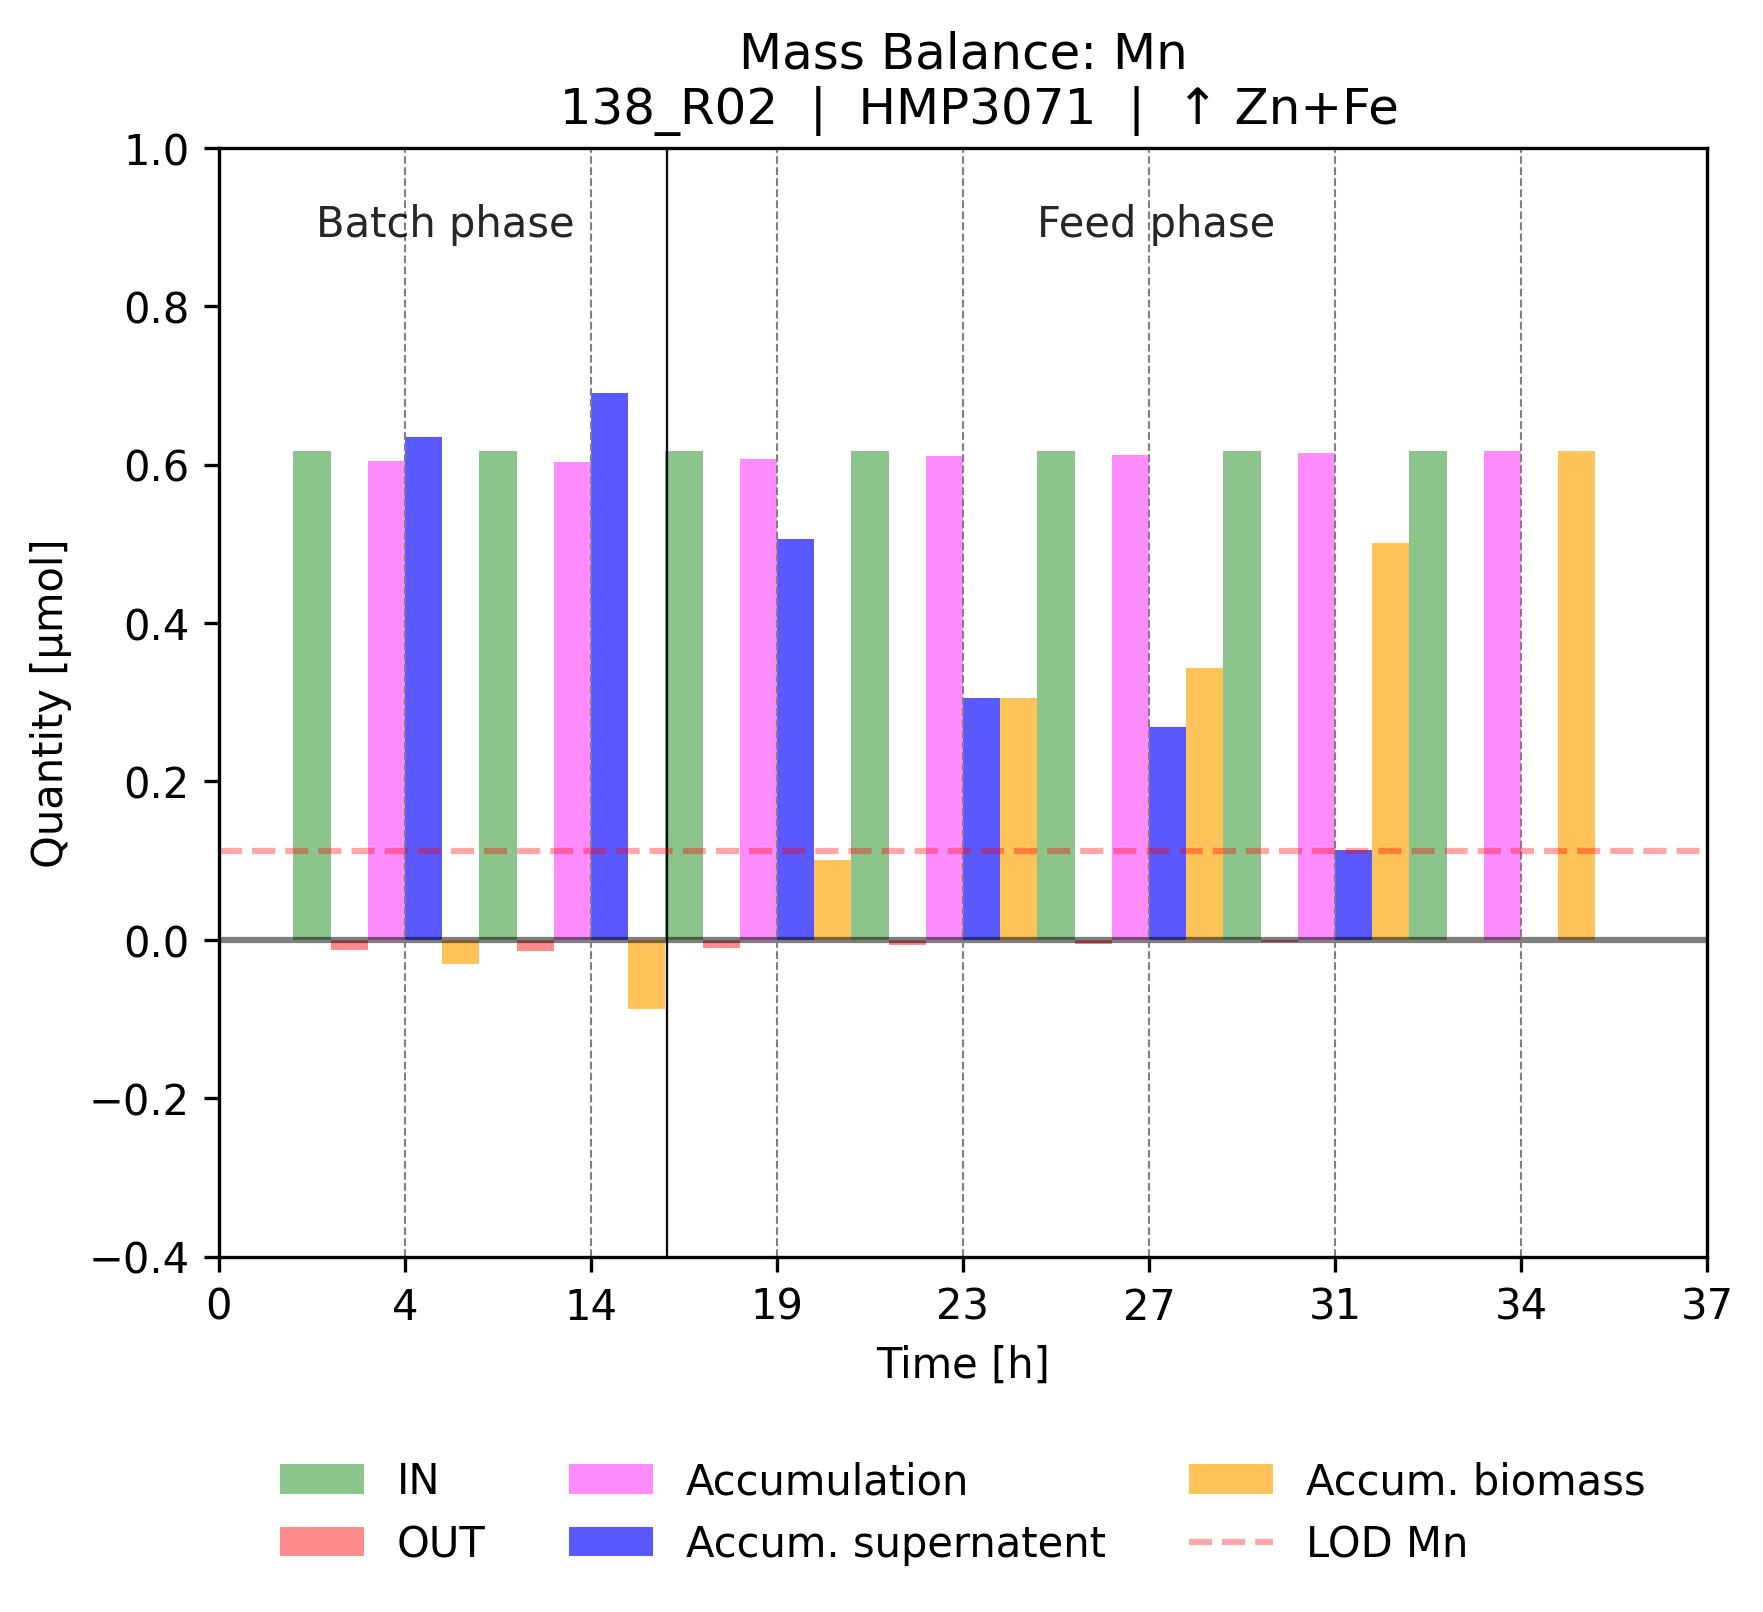 Mass Balance: Mn
138_R02 | HMP3071 | ↑ Zn+Fe
Batch phase
Feed phase
1.0
0.8
0.6
0.4
0.2
0.0
−0.2
−0.4
Quantity [µmol]
0 4 14 19 23 27 31 34 37
Time [h]
IN
OUT
Accumulation
Accum. supernatent
Accum. biomass
LOD Mn